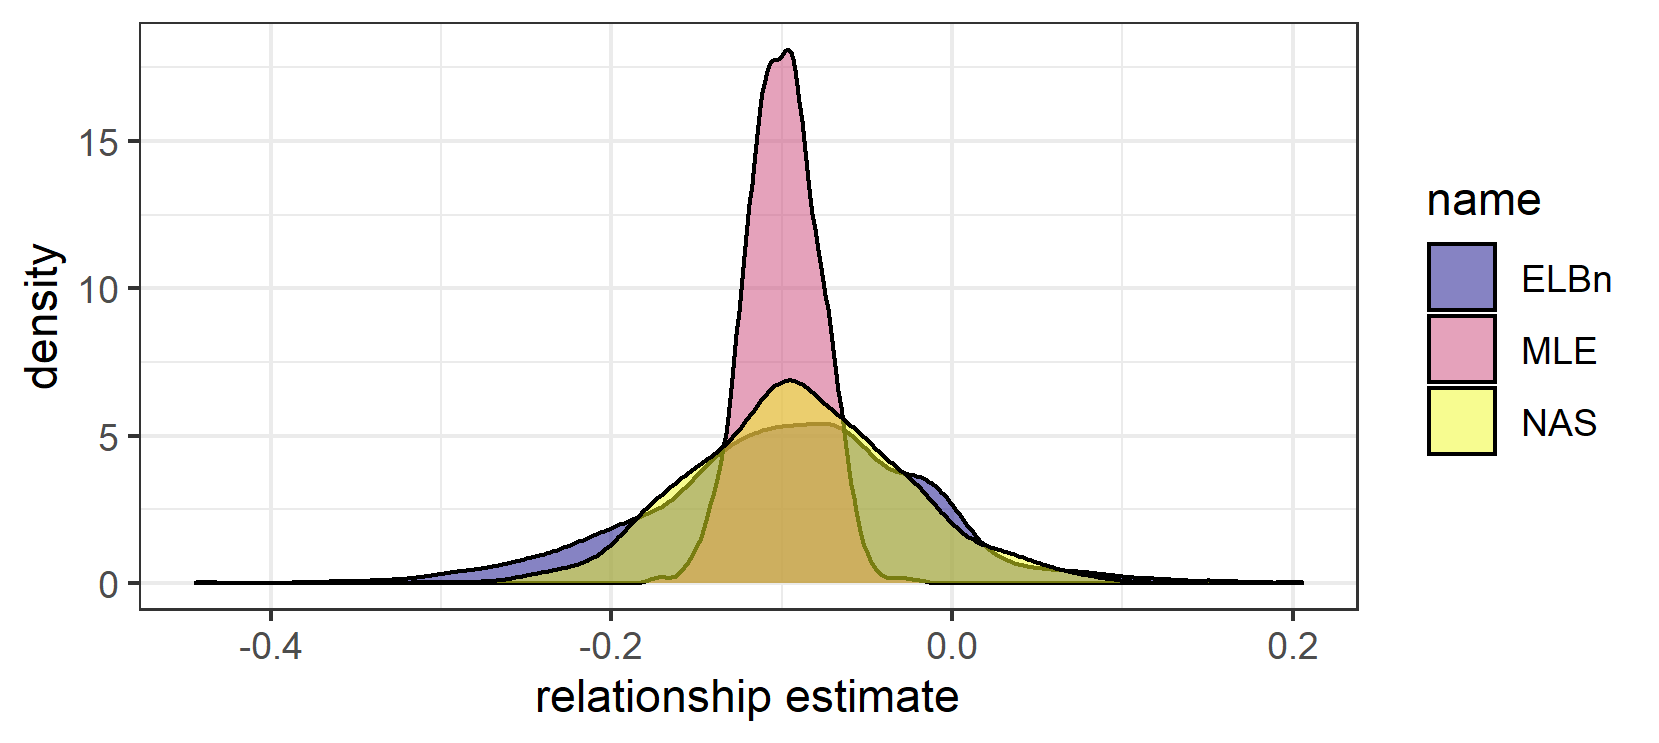 density
15
10
5
0
-0.4
-0.2
0.0
0.2
relationship estimate
name
ELBn
MLE
NAS